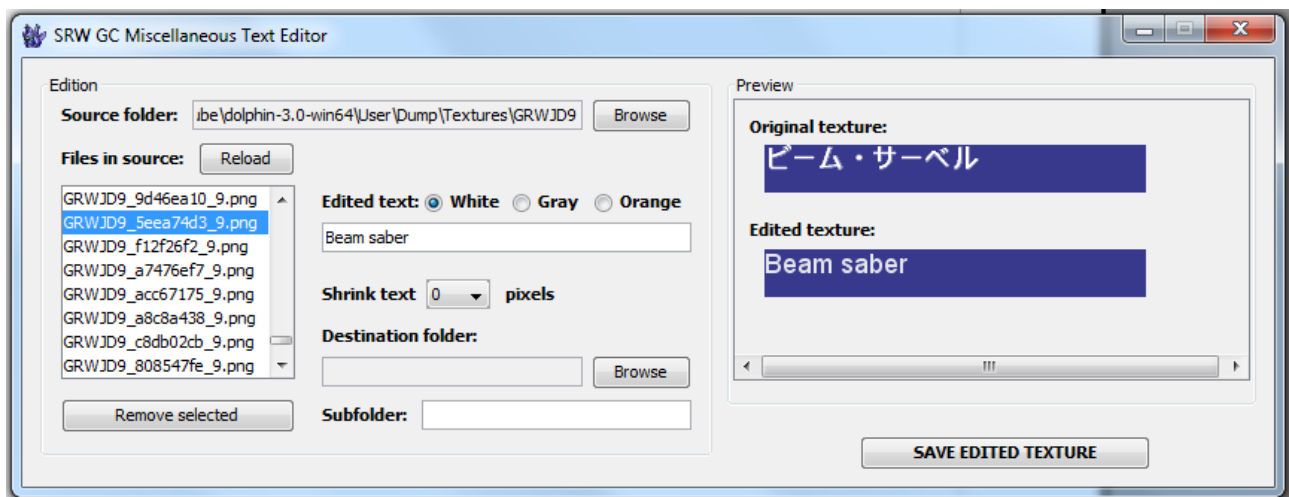 SRW GC Miscellaneous Text Editor
Edition
Source folder: ube\dolphin-3.0-win64\User\Dump\Textures\GRWJD9 Browse
Files in source: Reload
GRWJD9_9d46ea10_9.png
GRWJD9_5eea74d3_9.png
GRWJD9_f12f26f2_9.png
GRWJD9_a7476ef7_9.png
GRWJD9_acc67175_9.png
GRWJD9_a8c8a438_9.png
GRWJD9_c8db02cb_9.png
GRWJD9_808547fe_9.png
Remove selected
Edited text: White Gray Orange
Beam saber
Shrink text 0 pixels
Destination folder:
Browse
Subfolder:
Preview
Original texture:
ビーム・サーベル
Edited texture:
Beam saber
SAVE EDITED TEXTURE